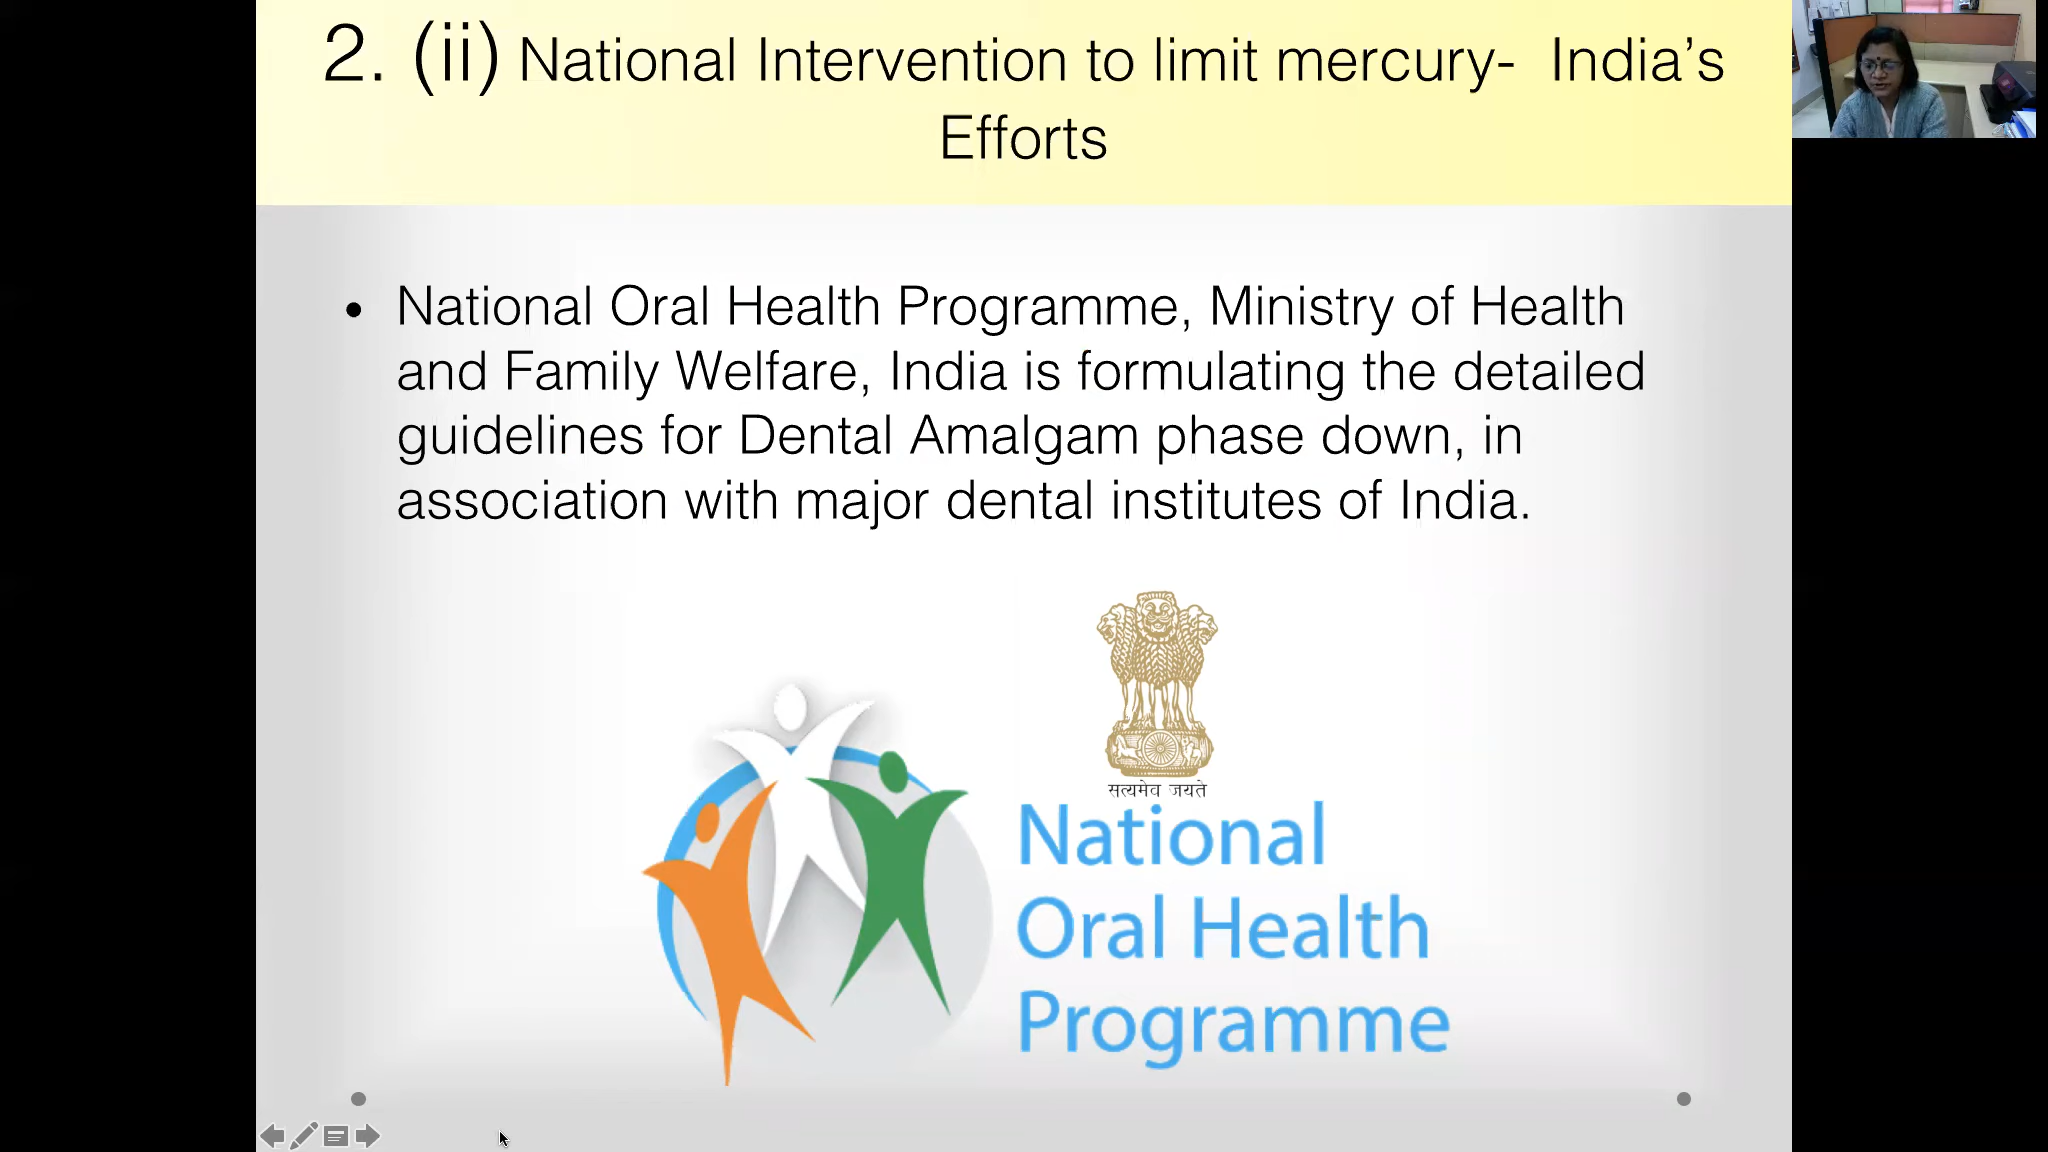 2. (ii) National Intervention to limit mercury- India’s
Efforts
• National Oral Health Programme, Ministry of Health
and Family Welfare, India is formulating the detailed
guidelines for Dental Amalgam phase down, in
association with major dental institutes of India.
सत्यमेव जयते
National
Oral Health
Programme